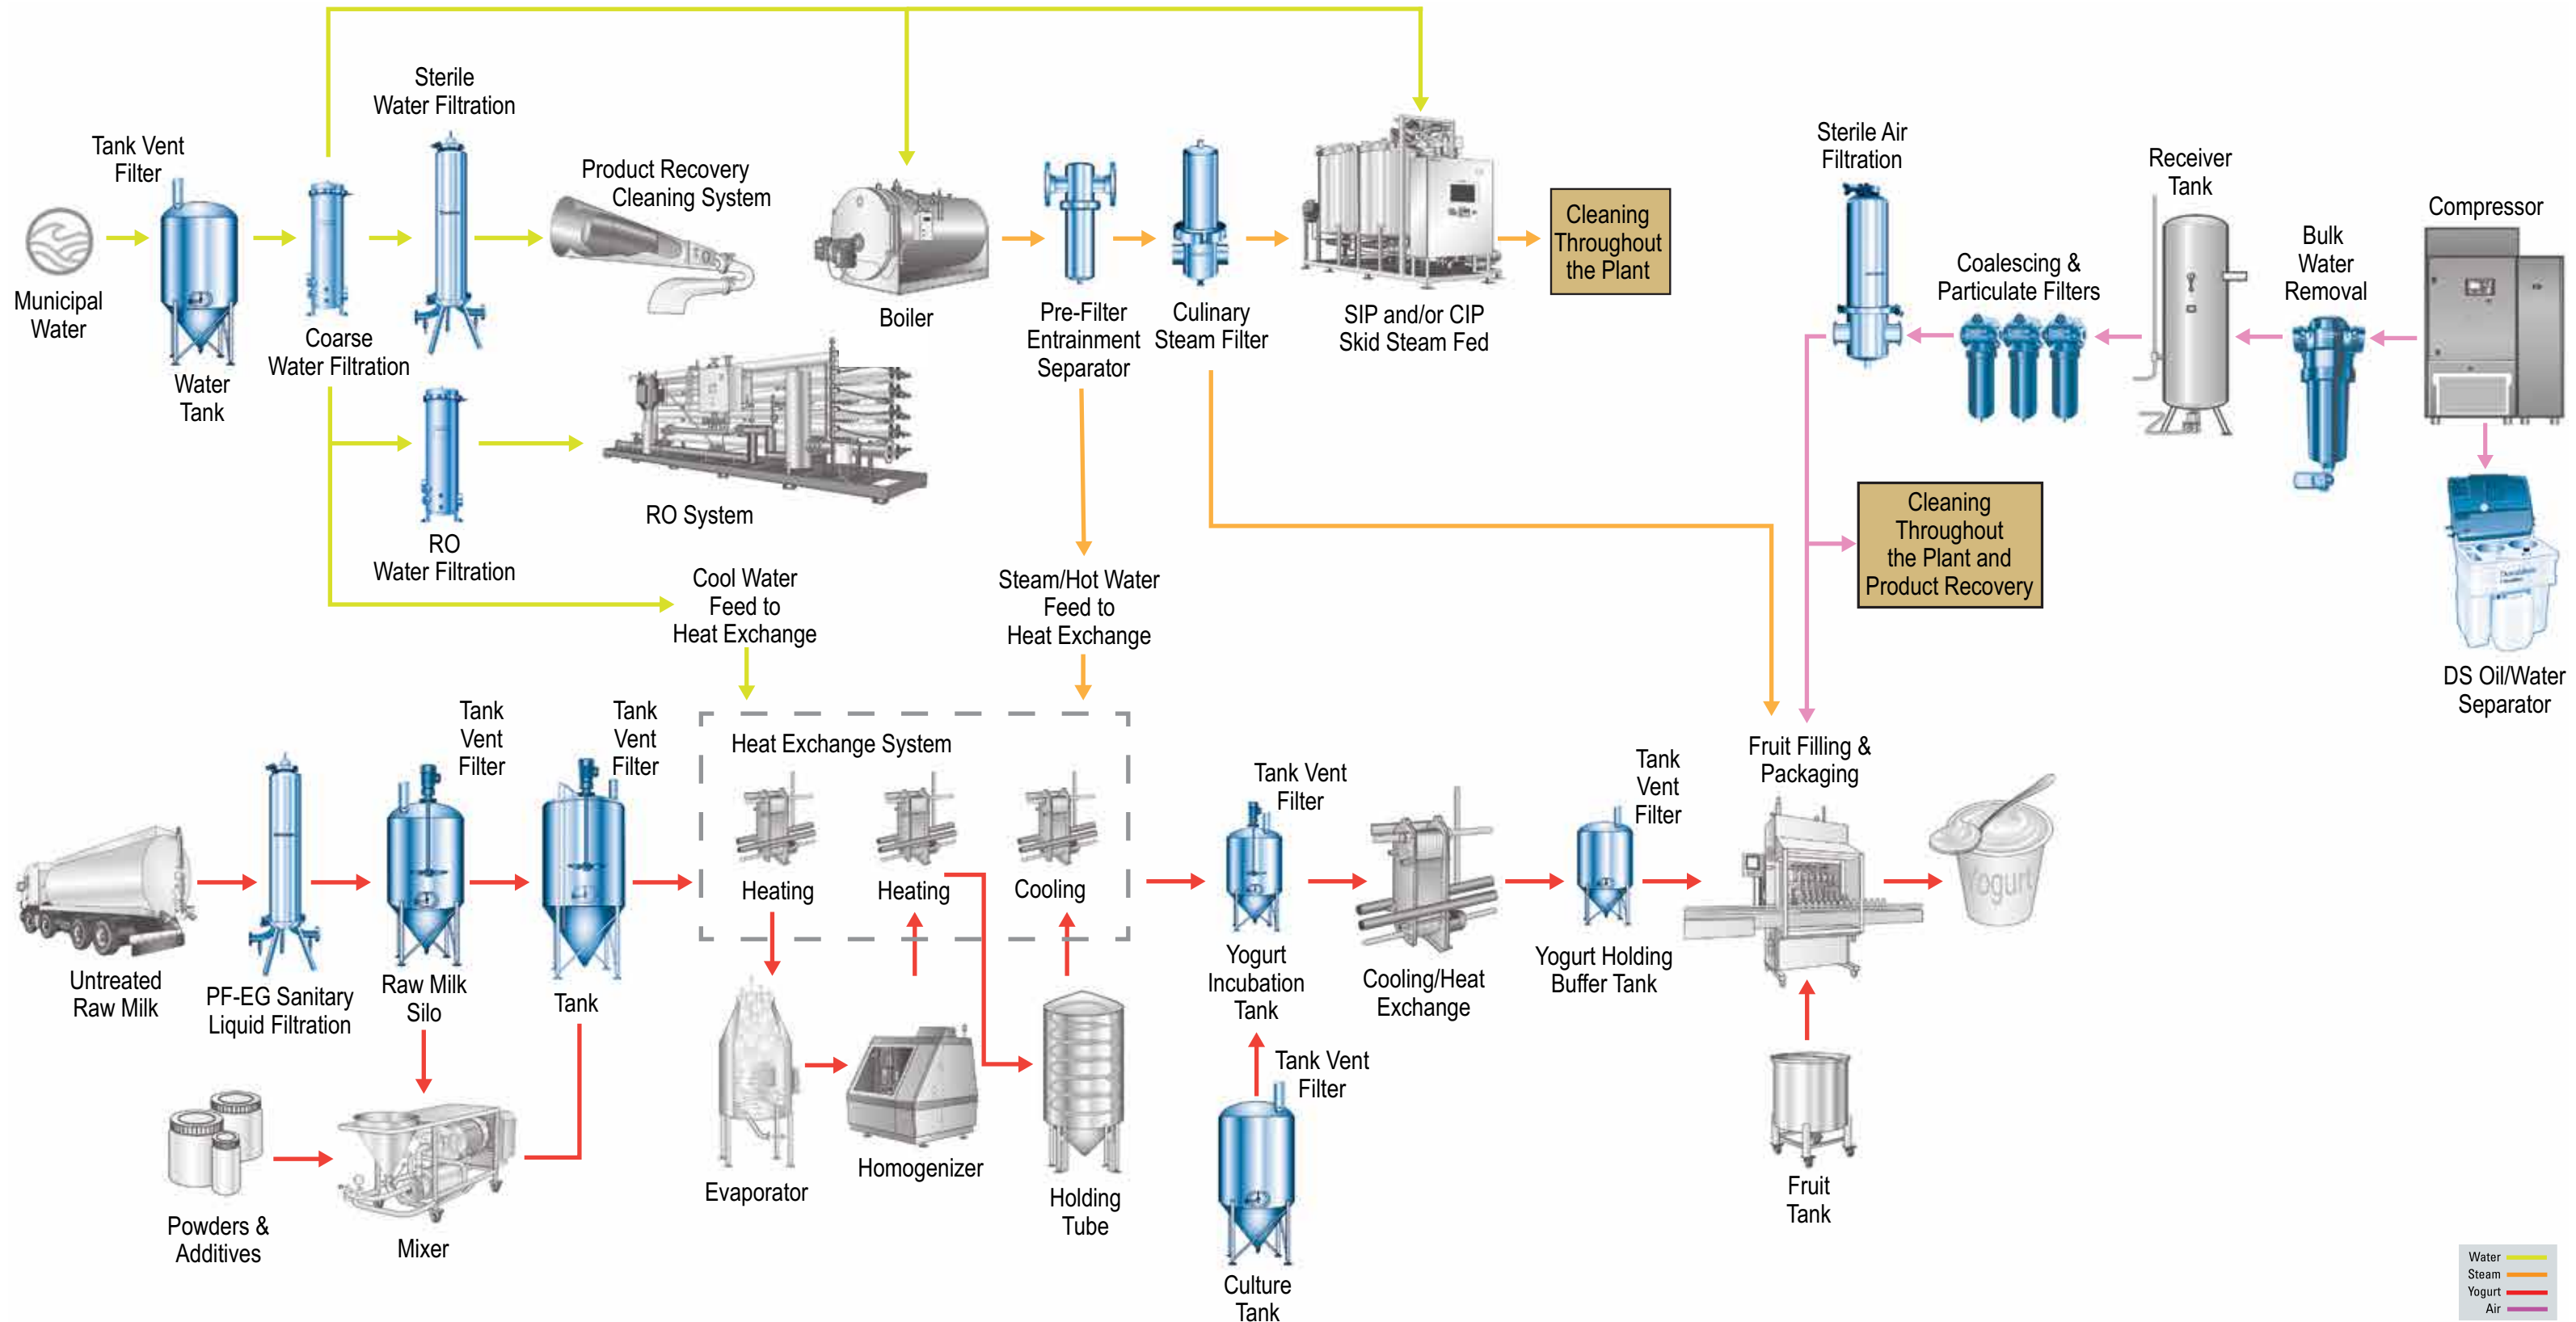 Sterile
Water Filtration
Tank Vent
Filter
Product Recovery
Cleaning System
Municipal
Water
Water
Tank
Coarse
Water Filtration
RO
Water Filtration
RO System
Boiler
Pre-Filter
Entrainment
Separator
Culinary
Steam Filter
SIP and/or CIP
Skid Steam Fed
Cleaning
Throughout
the Plant
Sterile Air
Filtration
Coalescing &
Particulate Filters
Receiver
Tank
Bulk
Water
Removal
Compressor
DS Oil/Water
Separator
Cleaning
Throughout
the Plant and
Product Recovery
Cool Water
Feed to
Heat Exchange
Steam/Hot Water
Feed to
Heat Exchange
Untreated
Raw Milk
PF-EG Sanitary
Liquid Filtration
Tank
Vent
Filter
Raw Milk
Silo
Tank
Vent
Filter
Tank
Powders &
Additives
Mixer
Heat Exchange System
Heating
Heating
Cooling
Evaporator
Homogenizer
Holding
Tube
Tank Vent
Filter
Yogurt
Incubation
Tank
Tank Vent
Filter
Culture
Tank
Cooling/Heat
Exchange
Tank
Vent
Filter
Yogurt Holding
Buffer Tank
Fruit Filling &
Packaging
Fruit
Tank
Yogurt
Water
Steam
Yogurt
Air